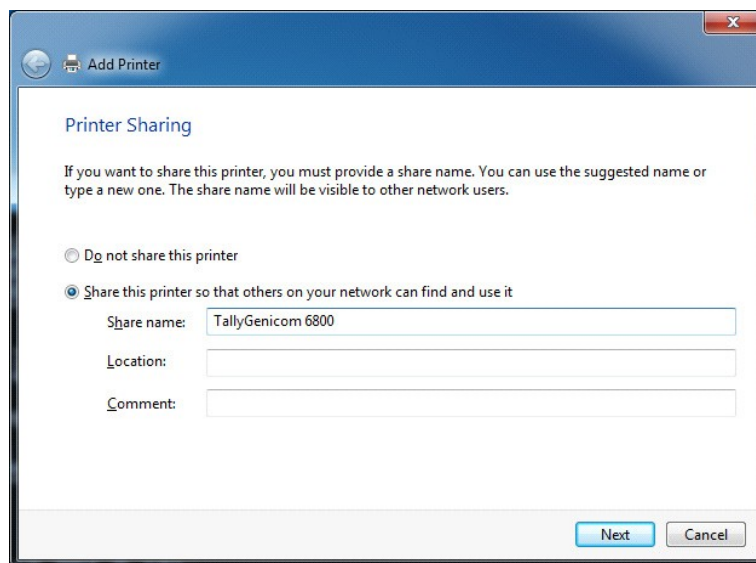 Add Printer
Printer Sharing
If you want to share this printer, you must provide a share name. You can use the suggested name or
type a new one. The share name will be visible to other network users.
Do not share this printer
Share this printer so that others on your network can find and use it
Share name: TallyGenicom 6800
Location:
Comment:
Next Cancel